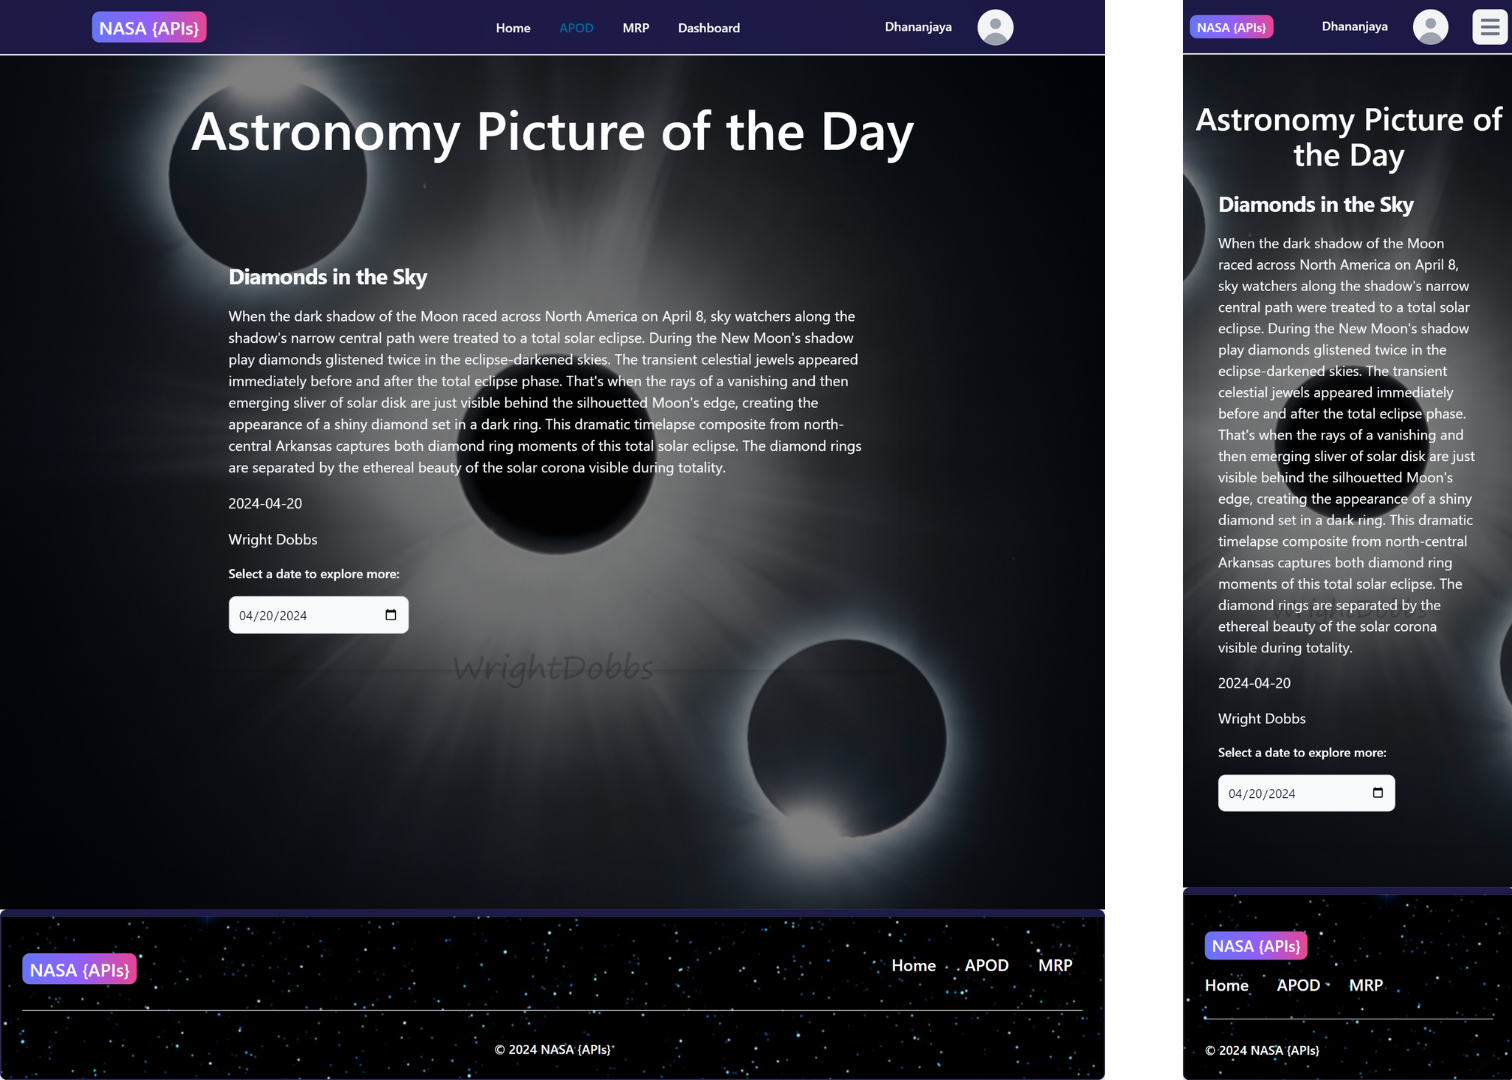 NASA {APIs}
Home APOD MRP Dashboard
Dhananjaya
Astronomy Picture of the Day
Diamonds in the Sky
When the dark shadow of the Moon raced across North America on April 8, sky watchers along the
shadow's narrow central path were treated to a total solar eclipse. During the New Moon's shadow
play diamonds glistened twice in the eclipse-darkened skies. The transient celestial jewels appeared
immediately before and after the total eclipse phase. That's when the rays of a vanishing and then
emerging sliver of solar disk are just visible behind the silhouetted Moon's edge, creating the
appearance of a shiny diamond set in a dark ring. This dramatic timelapse composite from north-
central Arkansas captures both diamond ring moments of this total solar eclipse. The diamond rings
are separated by the ethereal beauty of the solar corona visible during totality.
2024-04-20
Wright Dobbs
Select a date to explore more:
04/20/2024
WrightDobbs
NASA {APIs}
Home APOD MRP
© 2024 NASA {APIs}
NASA {APIs}
Dhananjaya
Astronomy Picture of
the Day
Diamonds in the Sky
When the dark shadow of the Moon
raced across North America on April 8,
sky watchers along the shadow's narrow
central path were treated to a total solar
eclipse. During the New Moon's shadow
play diamonds glistened twice in the
eclipse-darkened skies. The transient
celestial jewels appeared immediately
before and after the total eclipse phase.
That's when the rays of a vanishing and
then emerging sliver of solar disk are just
visible behind the silhouetted Moon's
edge, creating the appearance of a shiny
diamond set in a dark ring. This dramatic
timelapse composite from north-central
Arkansas captures both diamond ring
moments of this total solar eclipse. The
diamond rings are separated by the
ethereal beauty of the solar corona
visible during totality.
WrightDobbs
2024-04-20
Wright Dobbs
Select a date to explore more:
04/20/2024
NASA {APIs}
Home APOD MRP
© 2024 NASA {APIs}